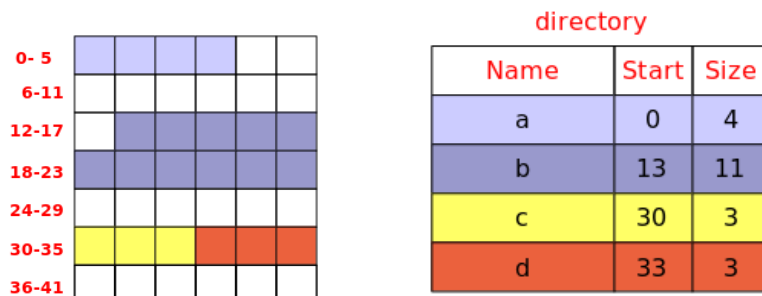 0- 5
6-11
12-17
18-23
24-29
30-35
36-41
directory
Name Start Size
a 0 4
b 13 11
c 30 3
d 33 3